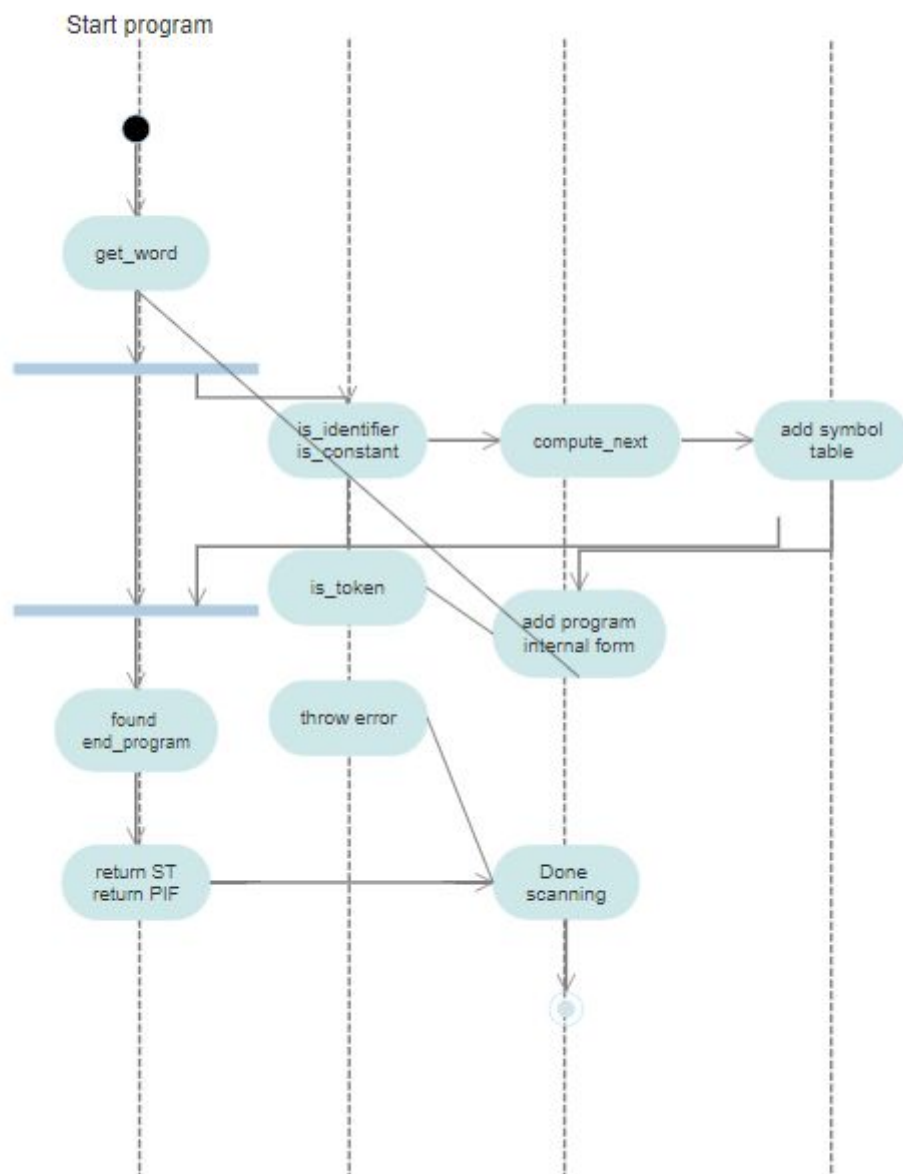 Start program
get_word
is_identifier
is_constant
compute_next
add symbol
table
is_token
add program
internal form
found
end_program
throw error
return ST
return PIF
Done
scanning